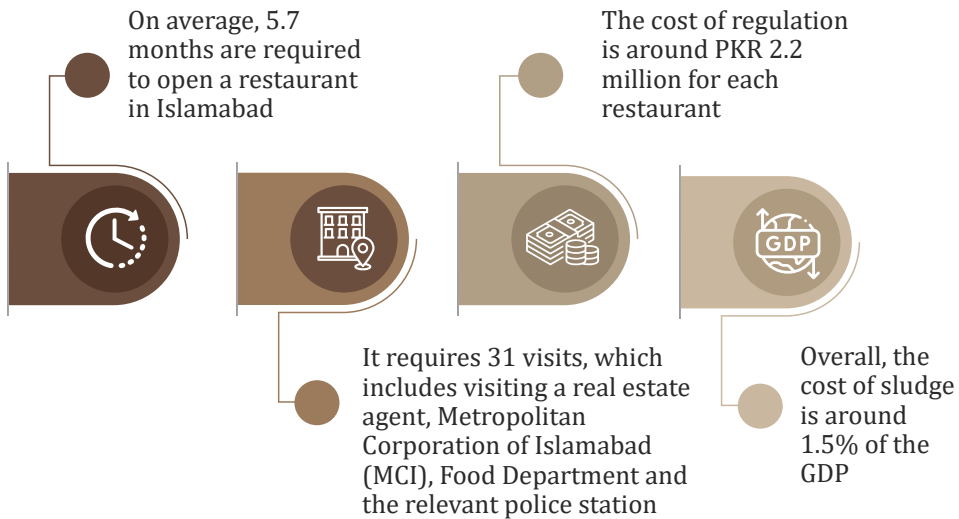 On average, 5.7
months are required
to open a restaurant
in Islamabad
It requires 31 visits, which
includes visiting a real estate
agent, Metropolitan
Corporation of Islamabad
(MCI), Food Department and
the relevant police station
The cost of regulation
is around PKR 2.2
million for each
restaurant
GDP
Overall, the
cost of sludge
is around
1.5% of the
GDP